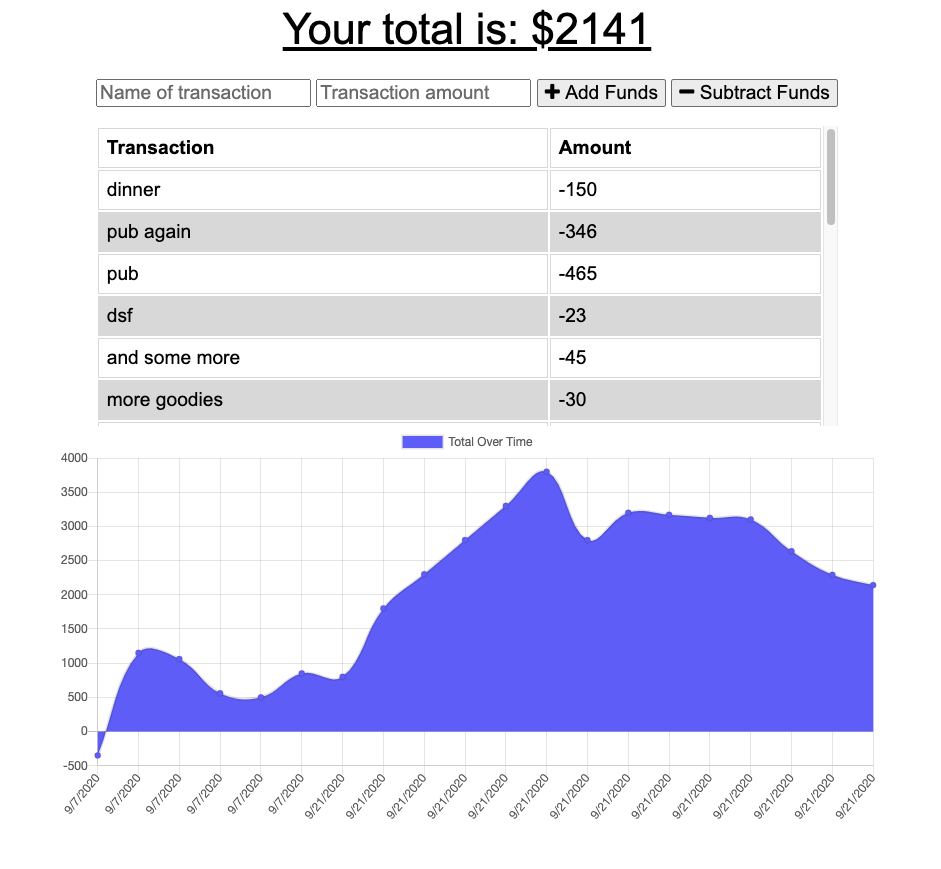 Your total is: $2141
Name of transaction Transaction amount Add Funds Subtract Funds
Transaction Amount
dinner -150
pub again -346
pub -465
dsf -23
and some more -45
more goodies -30
Total Over Time
4000
3500
3000
2500
2000
1500
1000
500
0
-500
9/7/2020 9/7/2020 9/7/2020 9/7/2020 9/7/2020 9/7/2020 9/21/2020 9/21/2020 9/21/2020 9/21/2020 9/21/2020 9/21/2020 9/21/2020 9/21/2020 9/21/2020 9/21/2020 9/21/2020 9/21/2020 9/21/2020 9/21/2020